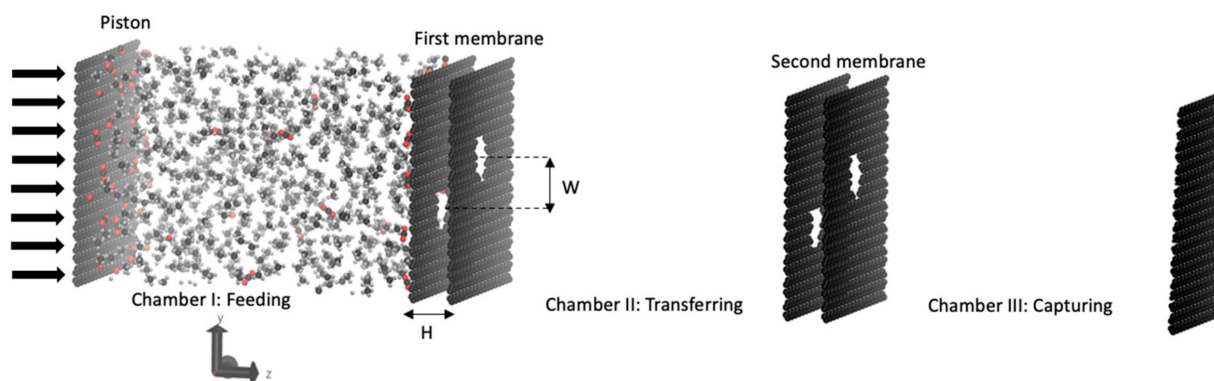 Piston
First membrane
Second membrane
W
Chamber I: Feeding
Chamber II: Transferring
Chamber III: Capturing
H
y
z